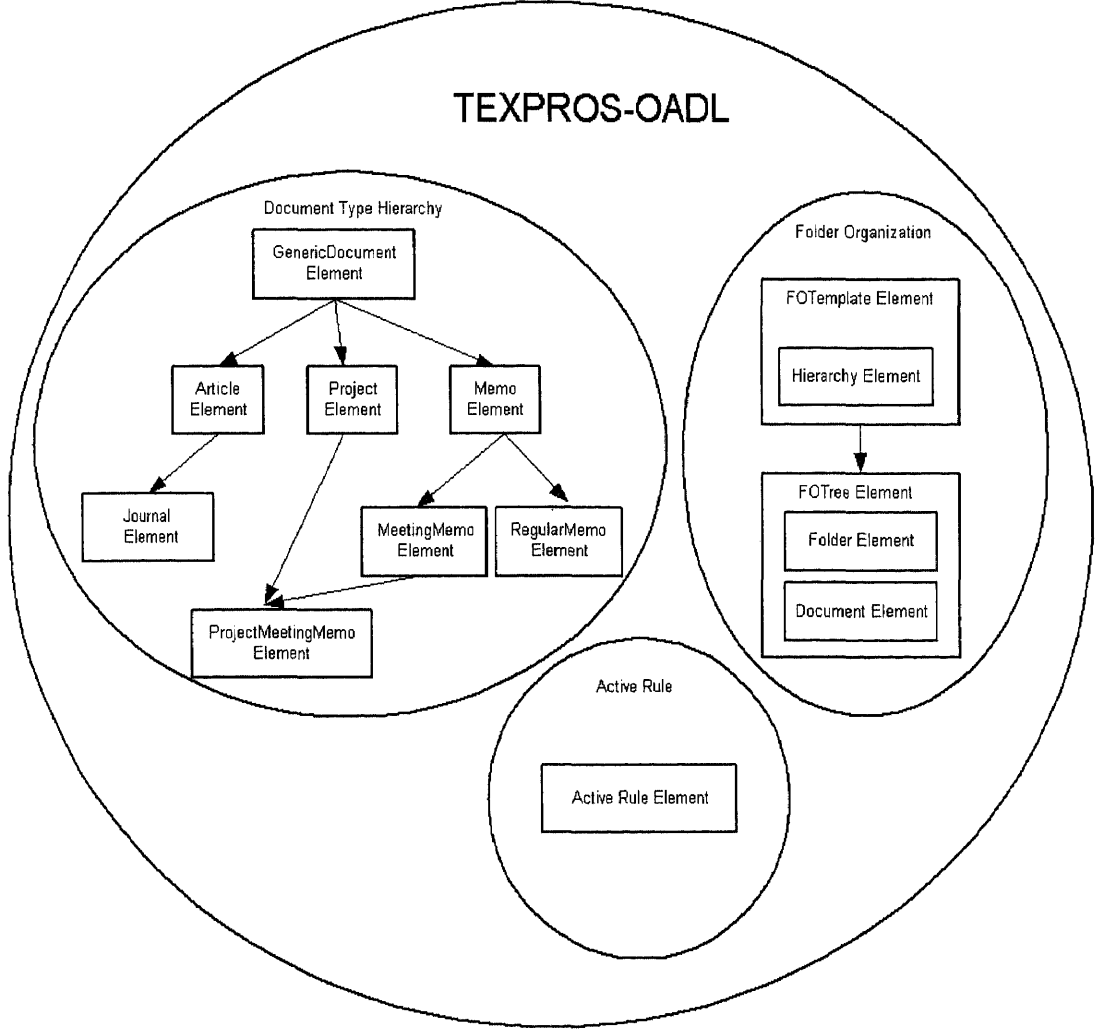 TEXPROS-OADL
Document Type Hierarchy
GenericDocument
Element
Article
Element
Project
Element
Memo
Element
Journal
Element
MeetingMemo
Element
RegularMemo
Element
ProjectMeetingMemo
Element
Folder Organization
FOTemplate Element
Hierarchy Element
FOTree Element
Folder Element
Document Element
Active Rule
Active Rule Element